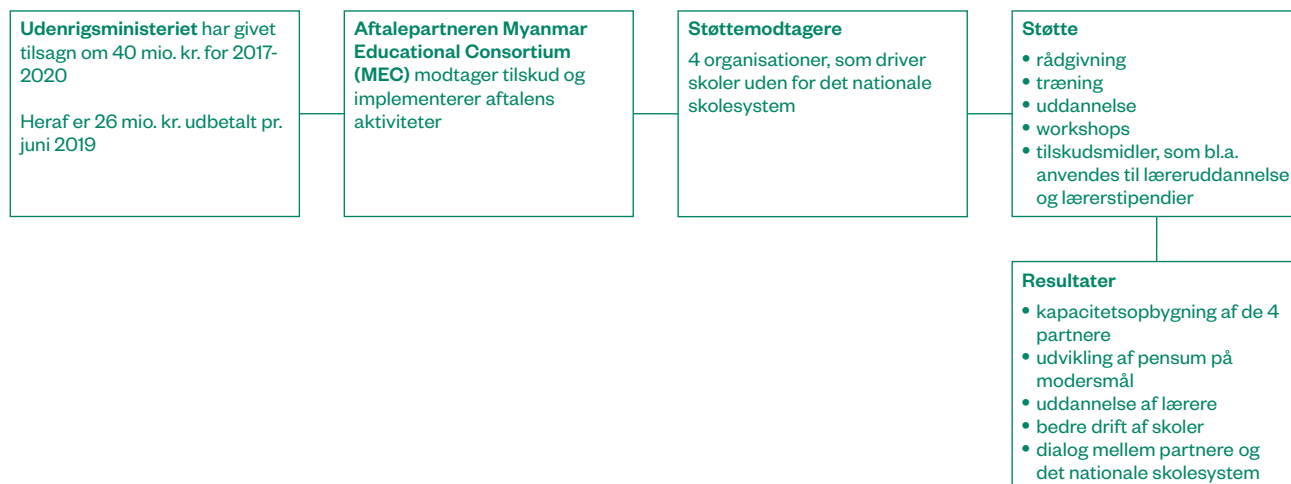 Udenrigsministeriet har givet
tilsagn om 40 mio. kr. for 2017-
2020
Heraf er 26 mio. kr. udbetalt pr.
juni 2019
Aftalepartneren Myanmar
Educational Consortium
(MEC) modtager tilskud og
implementerer aftalens
aktiviteter
Støttemodtagere
4 organisationer, som driver
skoler uden for det nationale
skolesystem
Støtte
• rådgivning
• træning
• uddannelse
• workshops
• tilskudsmidler, som bl.a.
anvendes til læreruddannelse
og lærerstipendier
Resultater
• kapacitetsopbygning af de 4
partnere
• udvikling af pensum på
modersmål
• uddannelse af lærere
• bedre drift af skoler
• dialog mellem partnere og
det nationale skolesystem